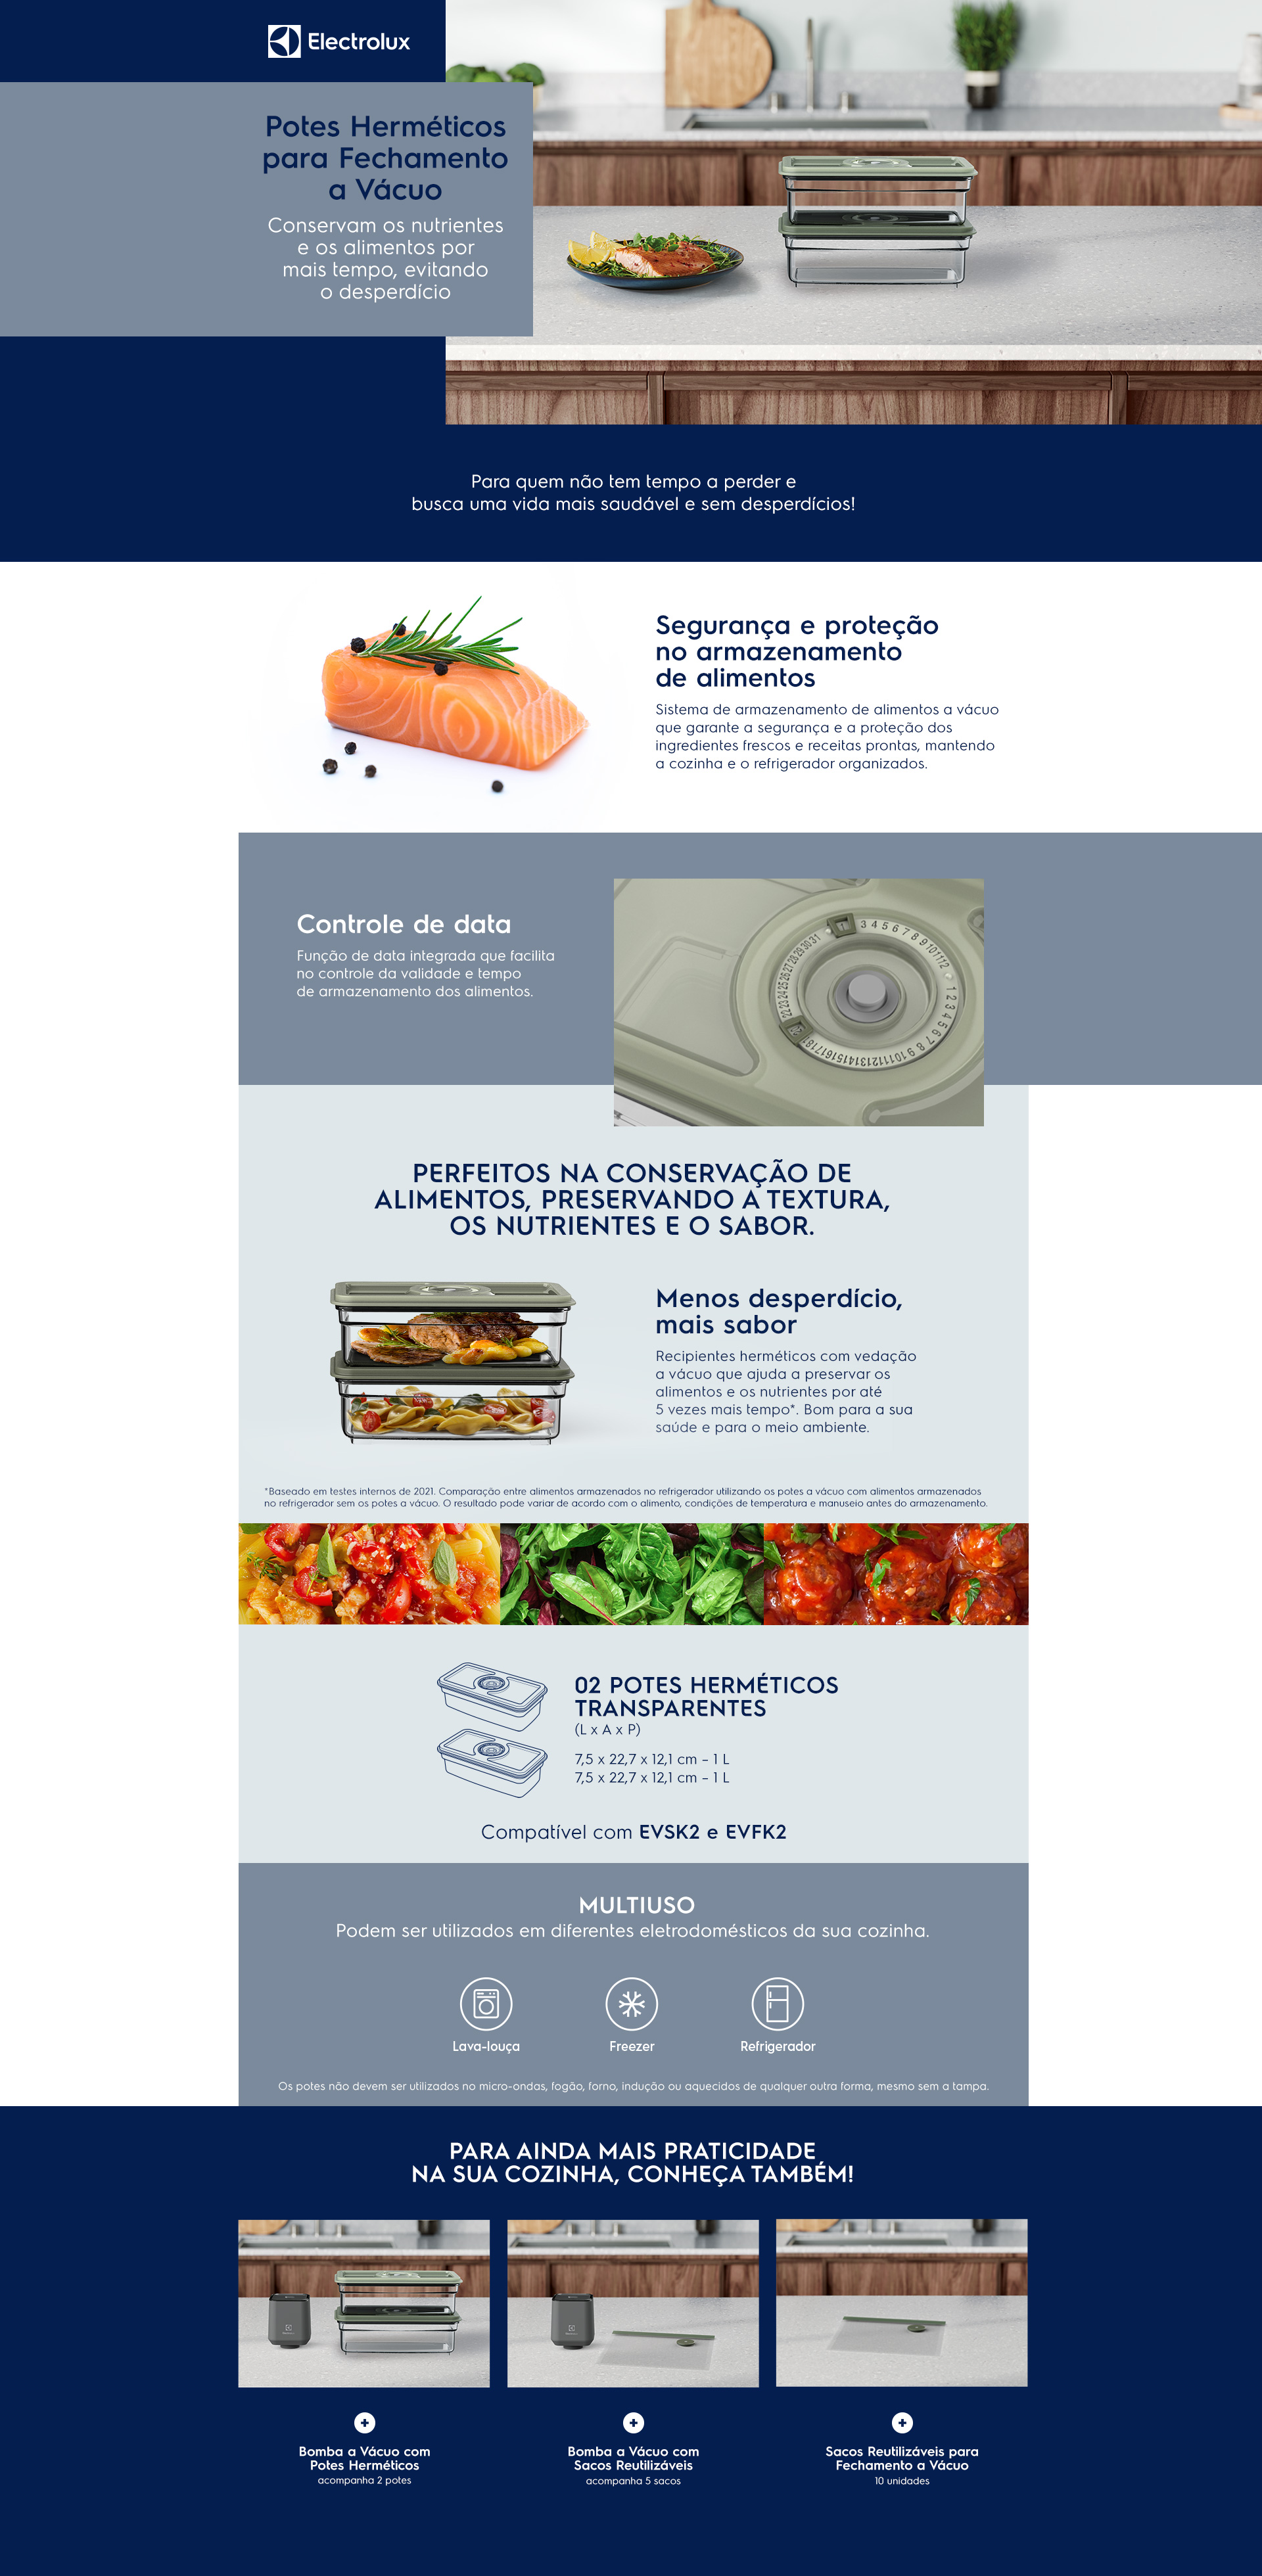 Electrolux
Potes Herméticos
para Fechamento
a Vácuo
Conservam os nutrientes
e os alimentos por
mais tempo, evitando
o desperdício
Para quem não tem tempo a perder e
busca uma vida mais saudável e sem desperdícios!
Segurança e proteção
no armazenamento
de alimentos
Sistema de armazenamento de alimentos a vácuo
que garante a segurança e a proteção dos
ingredientes frescos e receitas prontas, mantendo
a cozinha e o refrigerador organizados.
Controle de data
Função de data integrada que facilita
no controle da validade e tempo
de armazenamento dos alimentos.
PERFEITOS NA CONSERVAÇÃO DE
ALIMENTOS, PRESERVANDO A TEXTURA,
OS NUTRIENTES E O SABOR.
Menos desperdício,
mais sabor
Recipientes herméticos com vedação
a vácuo que ajuda a preservar os
alimentos e os nutrientes por até
5 vezes mais tempo*. Bom para a sua
saúde e para o meio ambiente.
*Baseado em testes internos de 2021. Comparação entre alimentos armazenados no refrigerador utilizando os potes a vácuo com alimentos armazenados
no refrigerador sem os potes a vácuo. O resultado pode variar de acordo com o alimento, condições de temperatura e manuseio antes do armazenamento.
02 POTES HERMÉTICOS
TRANSPARENTES
(L x A x P)
7,5 x 22,7 x 12,1 cm – 1 L
7,5 x 22,7 x 12,1 cm – 1 L
Compatível com EVSK2 e EVFK2
MULTIUSO
Podem ser utilizados em diferentes eletrodomésticos da sua cozinha.
Lava-louça
Freezer
Refrigerador
Os potes não devem ser utilizados no micro-ondas, fogão, forno, indução ou aquecidos de qualquer outra forma, mesmo sem a tampa.
PARA AINDA MAIS PRATICIDADE
NA SUA COZINHA, CONHEÇA TAMBÉM!
Bomba a Vácuo com
Potes Herméticos
acompanha 2 potes
Bomba a Vácuo com
Sacos Reutilizáveis
acompanha 5 sacos
Sacos Reutilizáveis para
Fechamento a Vácuo
10 unidades